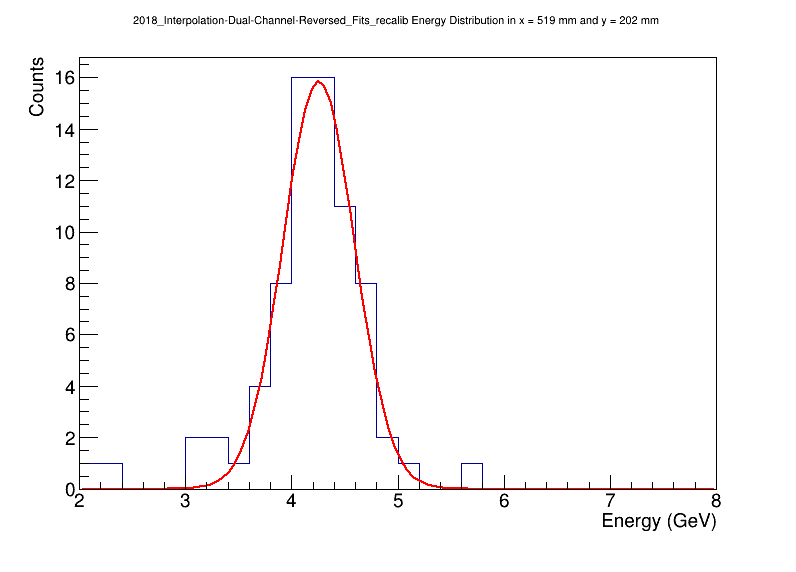 2018_Interpolation-Dual-Channel-Reversed_Fits_recalib Energy Distribution in x = 519 mm and y = 202 mm
Counts
16
14
12
10
8
6
4
2
0
2 3 4 5 6 7 8
Energy (GeV)